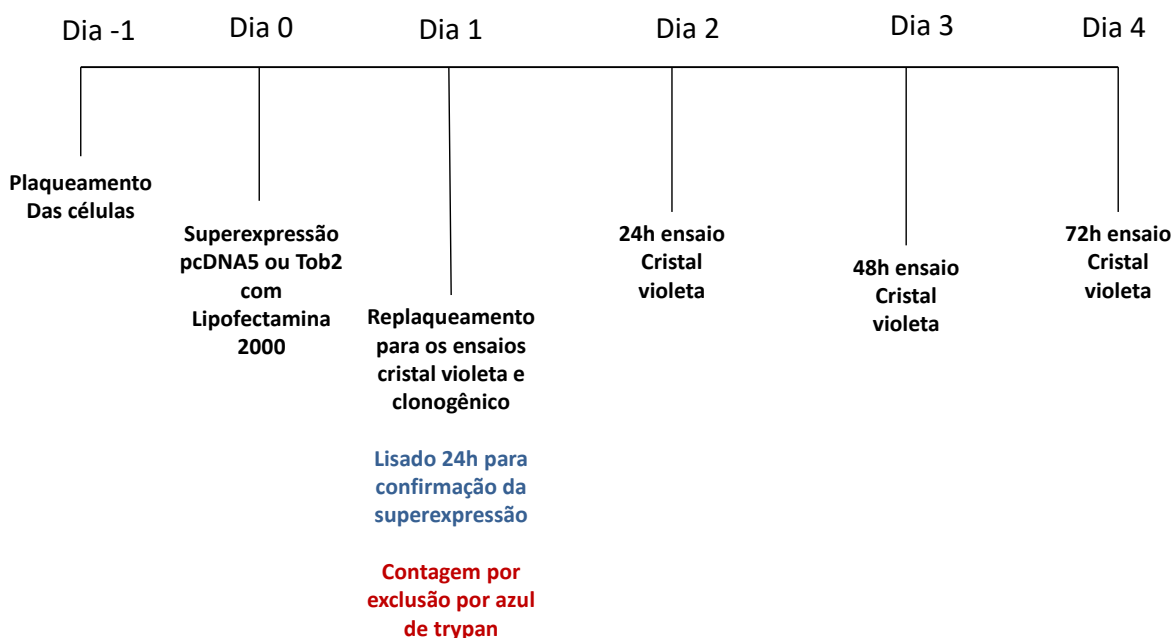 Dia -1
Dia 0
Dia 1
Dia 2
Dia 3
Dia 4
Plaqueamento
Das células
Superexpressão
pcDNA5 ou Tob2
com
Lipofectamina
2000
Replaqueamento
para os ensaios
cristal violeta e
clonogênico
Lisado 24h para
confirmação da
superexpressão
Contagem por
exclusão por azul
de trypan
24h ensaio
Cristal
violeta
48h ensaio
Cristal
violeta
72h ensaio
Cristal
violeta